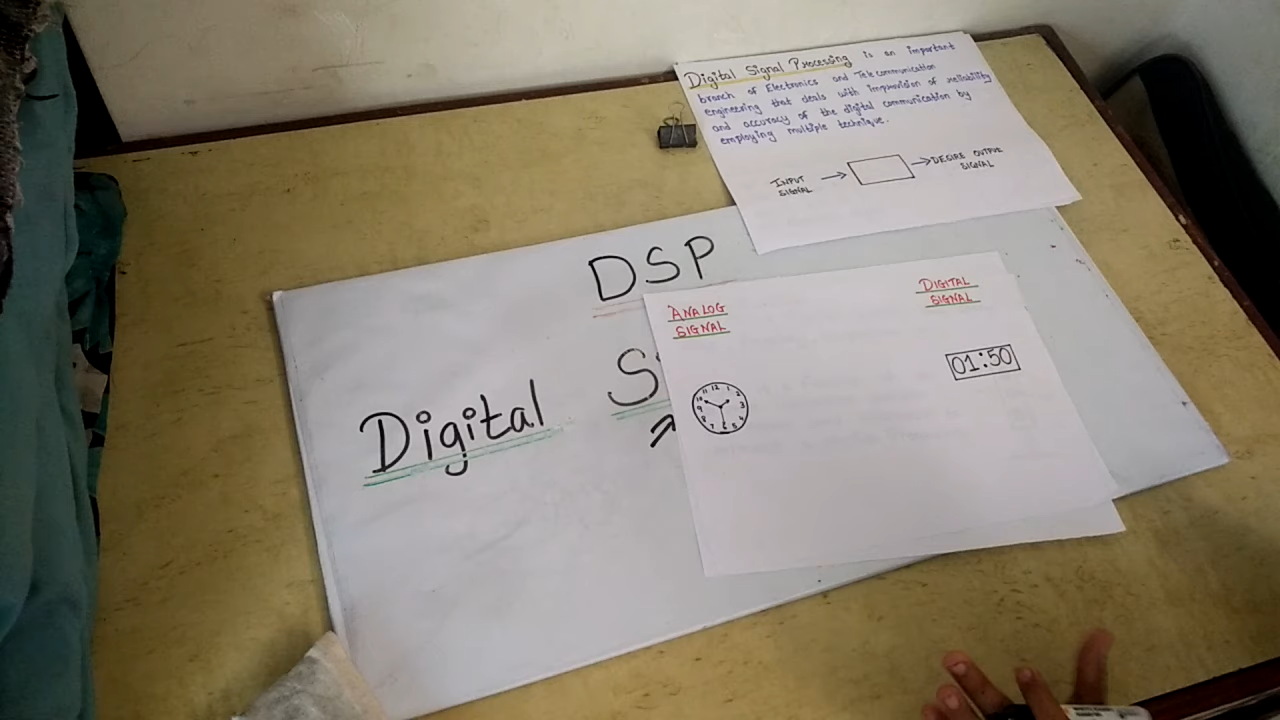 Digital Signal Processing is an important
branch of Electronics and Telecommunication
engineering that deals with improvision of reliability
and accuracy of the digital communication by
employing multiple technique.
INPUT
SIGNAL
DESIRE OUTPUT
SIGNAL
DSP
Digital S
ANALOG
SIGNAL
DIGITAL
SIGNAL
01:50